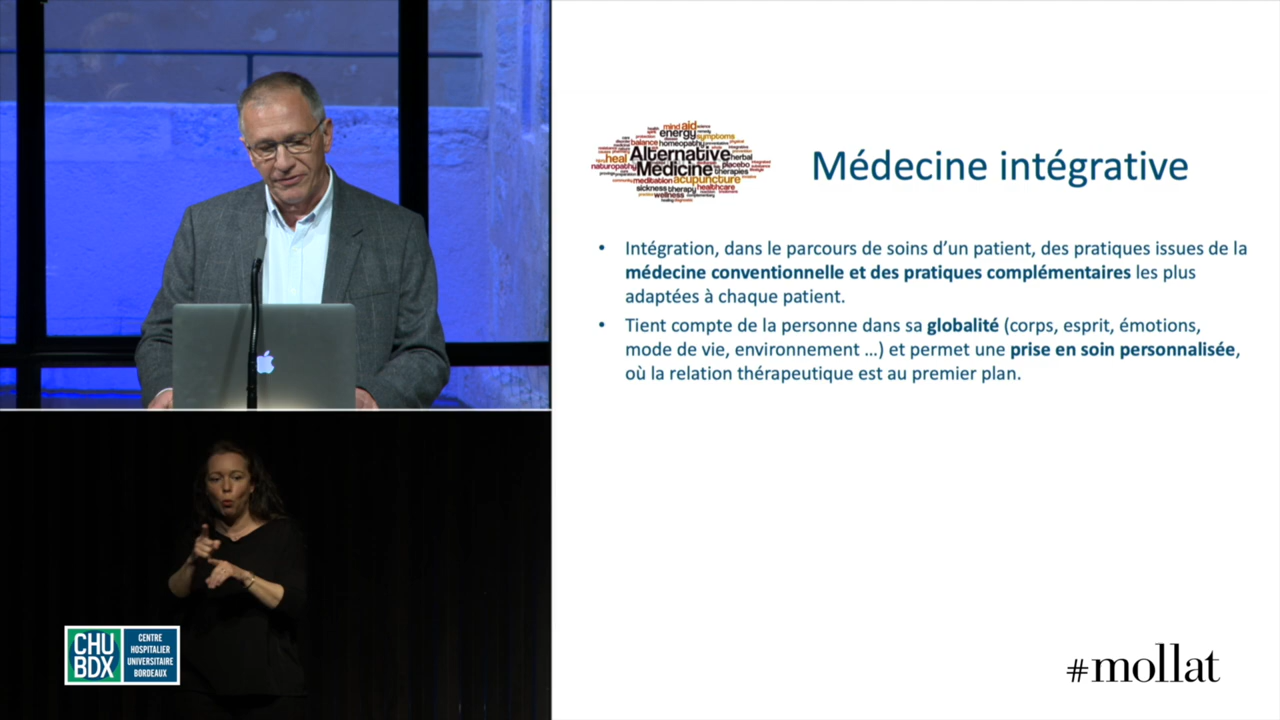 mind aid science
energy symptoms
balance homeopathy
Alternative herbal
heal placebo
naturopathy Medicine therapies
meditation acupuncture
sickness therapy healthcare
wellness
healing diagnostic
Médecine intégrative
• Intégration, dans le parcours de soins d’un patient, des pratiques issues de la
médecine conventionnelle et des pratiques complémentaires les plus
adaptées à chaque patient.
• Tient compte de la personne dans sa globalité (corps, esprit, émotions,
mode de vie, environnement …) et permet une prise en soin personnalisée,
où la relation thérapeutique est au premier plan.
CHU
BDX
CENTRE
HOSPITALIER
UNIVERSITAIRE
BORDEAUX
#mollat